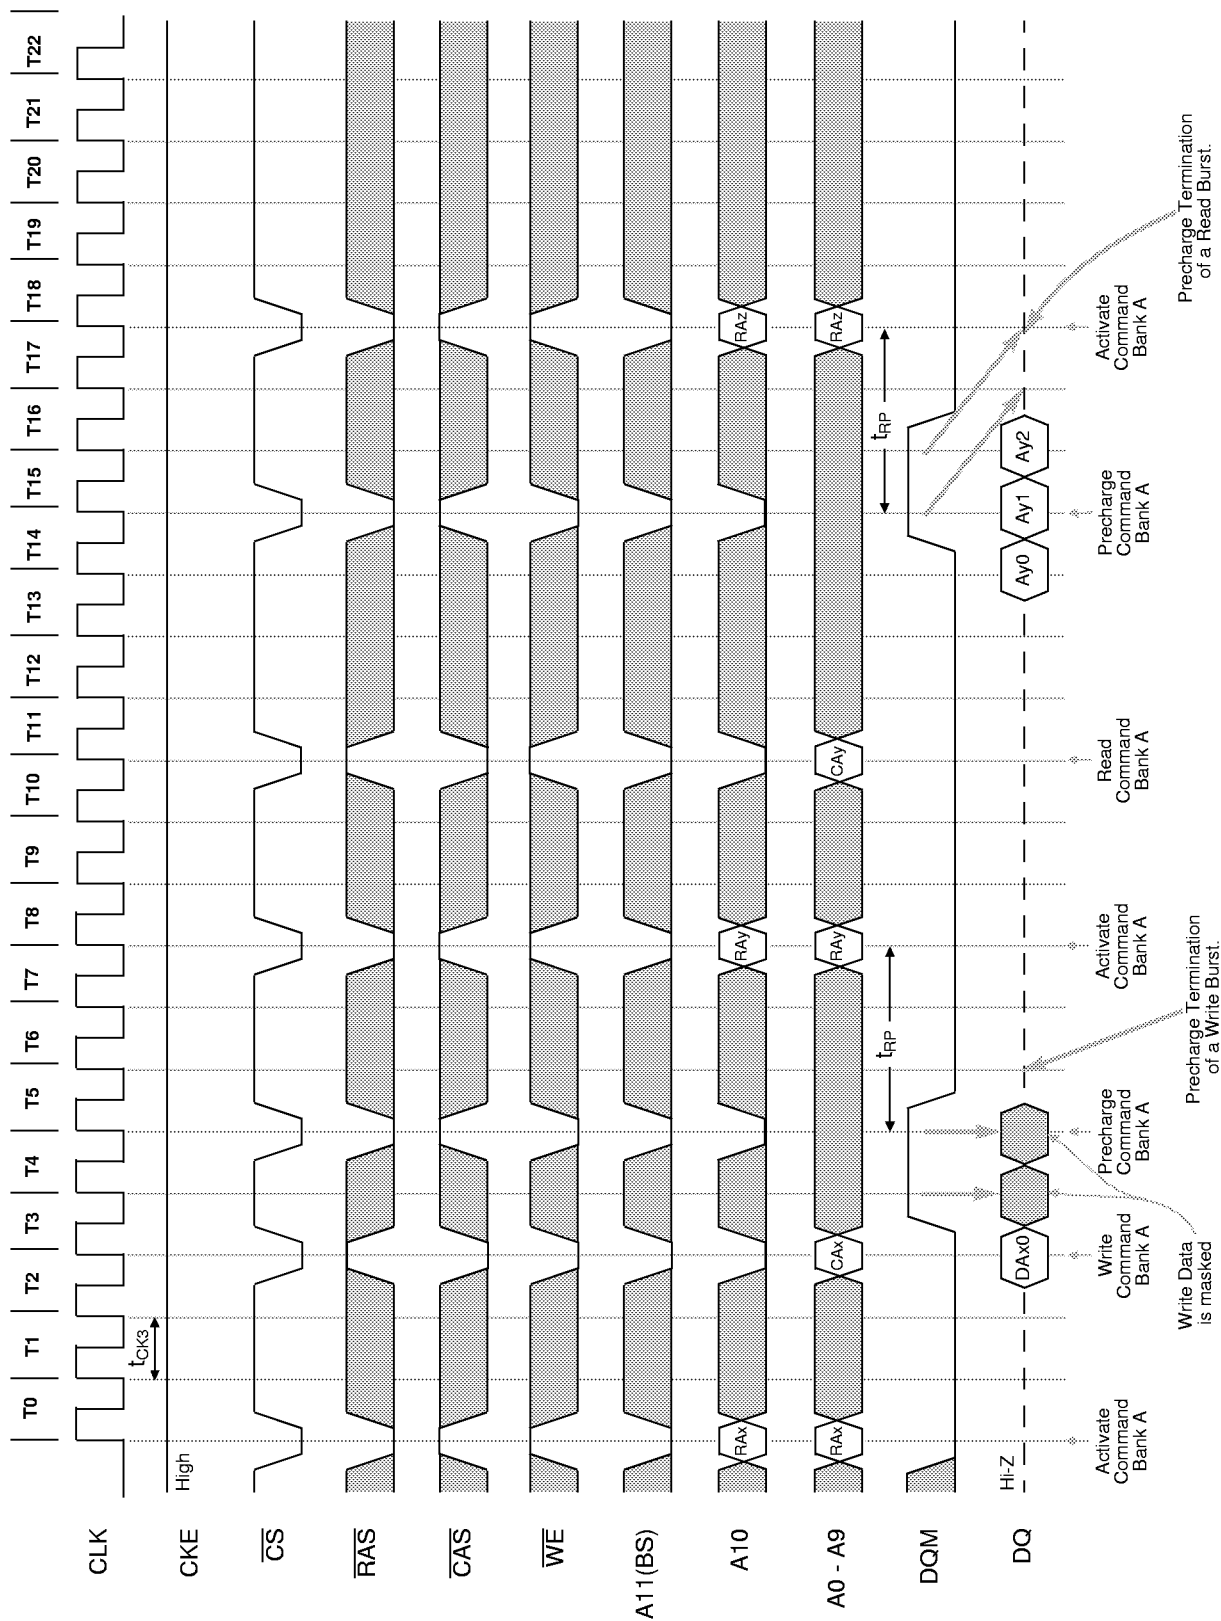 T0 T1 T2 T3 T4 T5 T6 T7 T8 T9 T10 T11 T12 T13 T14 T15 T16 T17 T18 T19 T20 T21 T22
CLK
tCK3
CKE
High
CS
RAS
CAS
WE
A11(BS)
A10
RAx RAy RAz
A0 - A9
RAx CAx RAy CAy RAz
tRP tRP
DQM
DQ
Hi-Z
DAx0 Ay0 Ay1 Ay2
Activate
Command
Bank A
Write
Command
Bank A
Precharge
Command
Bank A
Activate
Command
Bank A
Read
Command
Bank A
Precharge
Command
Bank A
Activate
Command
Bank A
Write Data
is masked
Precharge Termination
of a Write Burst.
Precharge Termination
of a Read Burst.